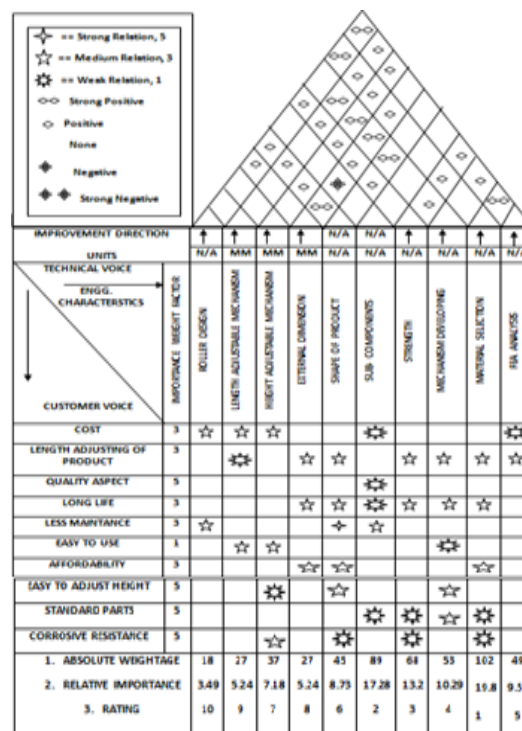 == Strong Relation, 5
== Medium Relation, 3
== Weak Relation, 1
Strong Positive
Positive
None
Negative
Strong Negative
IMPROVEMENT DIRECTION N/A N/A
UNITS N/A MM MM MM N/A N/A N/A N/A N/A N/A
TECHNICAL VOICE
ENGG.
CHARACTERSTICS
CUSTOMER VOICE
IMPORTANCE WEIGHT FACTOR
ROLLER DESIGN
LENGTH ADJUSTABLE MECHANISM
HEIGHT ADJUSTABLE MECHANISM
EXTERNAL DIMENSION
SHAPE OF PRODUCT
SUB- COMPONENTS
STRENGTH
MECHANISM DEVELOPING
MATERIAL SELECTION
FEA ANALYSIS
COST 3
LENGTH ADJUSTING OF 3
PRODUCT
QUALITY ASPECT 5
LONG LIFE 3
LESS MAINTANCE 3
EASY TO USE 1
AFFORDABILITY 3
EASY TO ADJUST HEIGHT 5
STANDARD PARTS 5
CORROSIVE RESISTANCE 5
1. ABSOLUTE WEIGHTAGE 18 27 37 27 45 89 68 53 102 49
2. RELATIVE IMPORTANCE 3.49 5.24 7.18 5.24 8.73 17.28 13.2 10.29 19.8
3. RATING 10 9 7 8 6 2 3 4 1 5